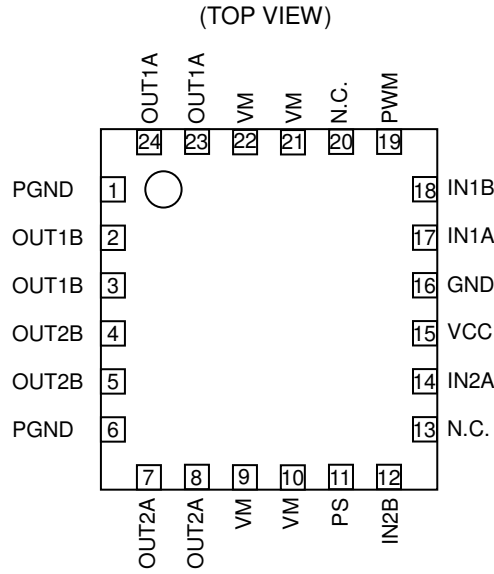 (TOP VIEW)
OUT1A
OUT1A
VM
VM
N.C.
PWM
24
23
22
21
20
19
PGND 1
18 IN1B
OUT1B 2
17 IN1A
OUT1B 3
16 GND
OUT2B 4
15 VCC
OUT2B 5
14 IN2A
PGND 6
13 N.C.
7
8
9
10
11
12
OUT2A
OUT2A
VM
VM
PS
IN2B